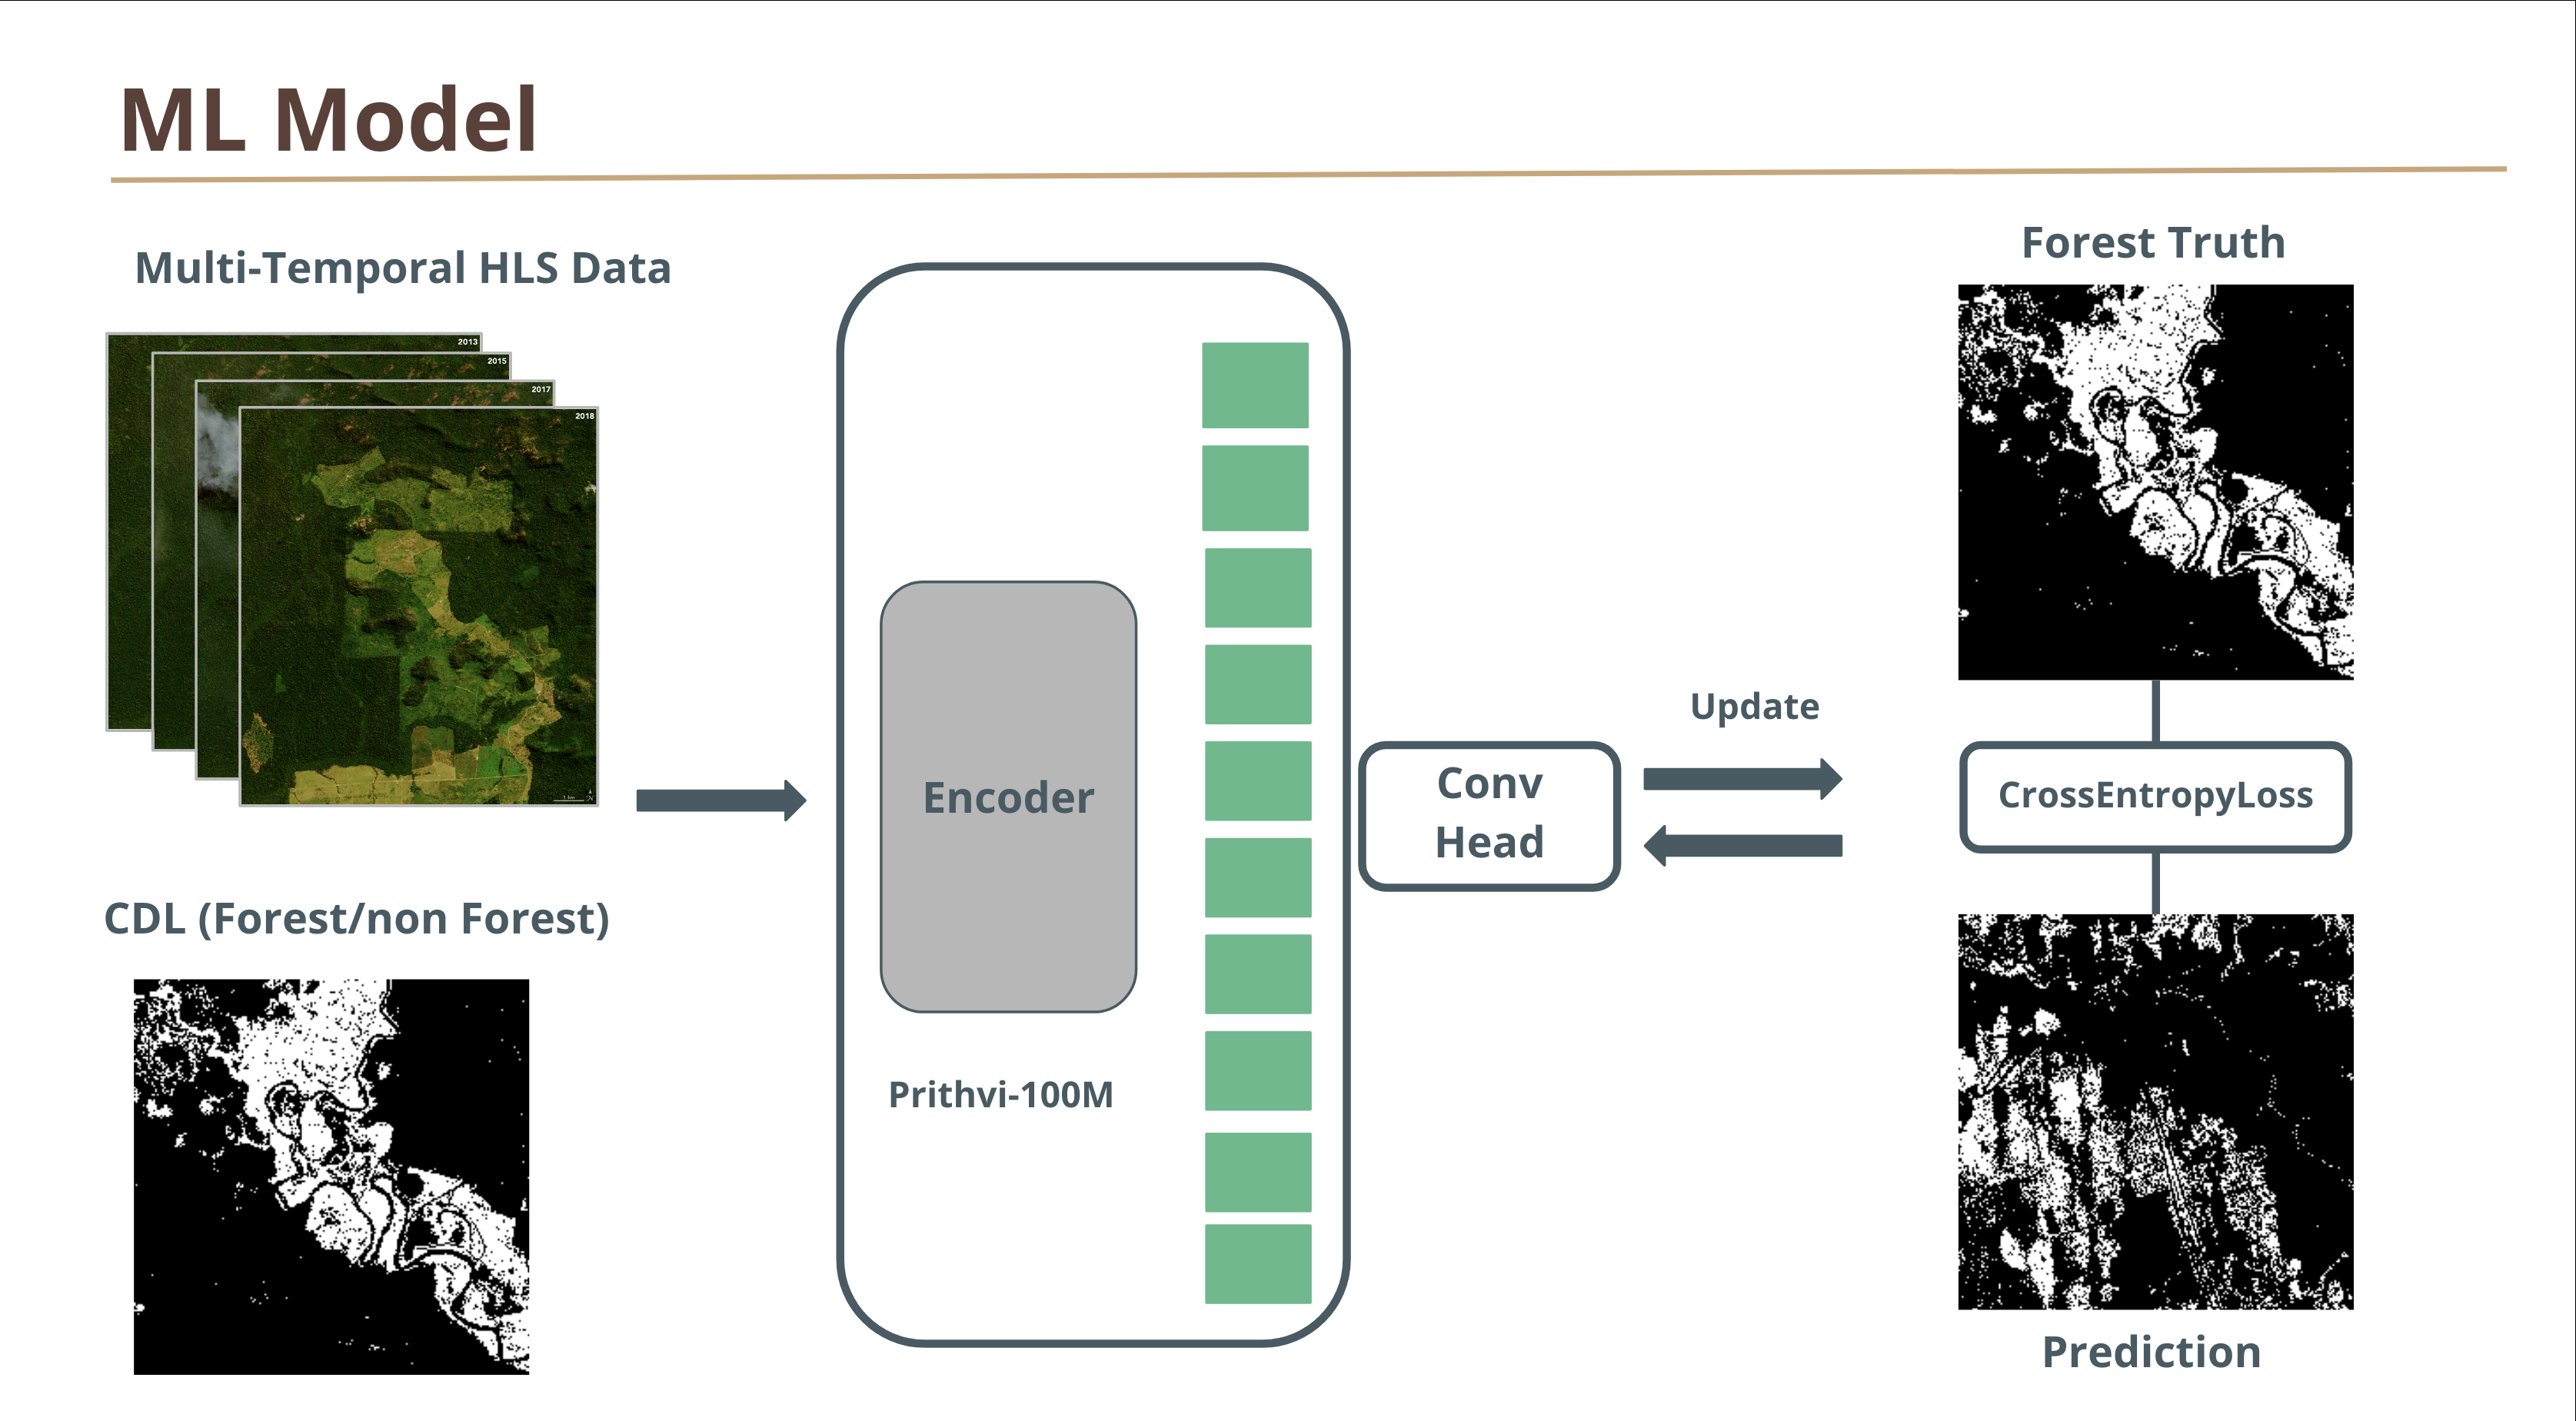 ML Model
Multi-Temporal HLS Data
2013
2015
2017
2018
CDL (Forest/non Forest)
Encoder
Prithvi-100M
Conv
Head
Update
Forest Truth
CrossEntropyLoss
Prediction